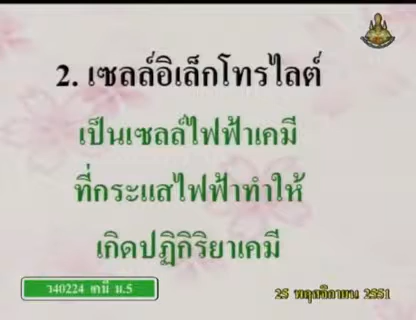 2. เซลล์อิเล็กโทรไลต์
เป็นเซลล์ไฟฟ้าเคมี
ที่กระแสไฟฟ้าทำให้
เกิดปฏิกิริยาเคมี
ว40224 เคมี ม.5
25 พฤศจิกายน 2551